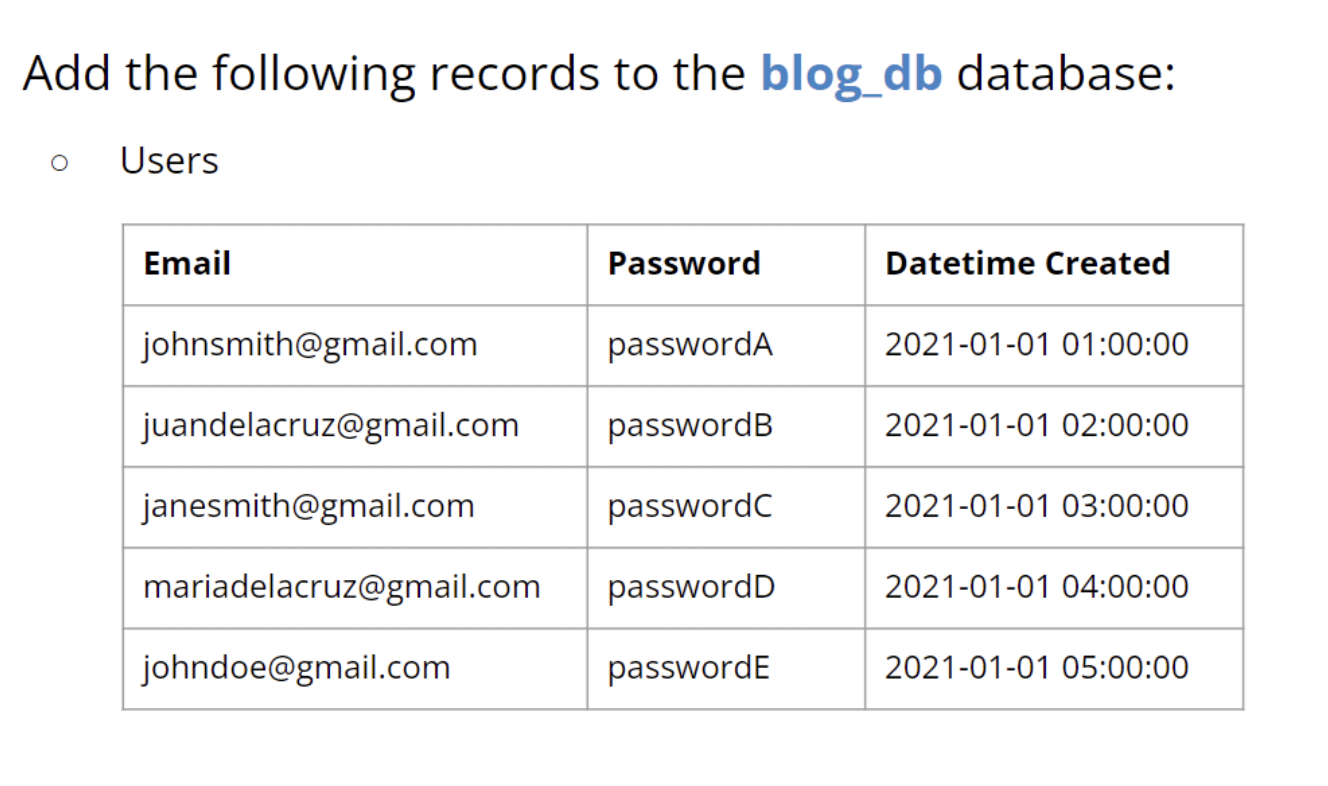 Add the following records to the blog_db database:
○ Users
Email Password Datetime Created
johnsmith@gmail.com passwordA 2021-01-01 01:00:00
juandelacruz@gmail.com passwordB 2021-01-01 02:00:00
janesmith@gmail.com passwordC 2021-01-01 03:00:00
mariadelacruz@gmail.com passwordD 2021-01-01 04:00:00
johndoe@gmail.com passwordE 2021-01-01 05:00:00